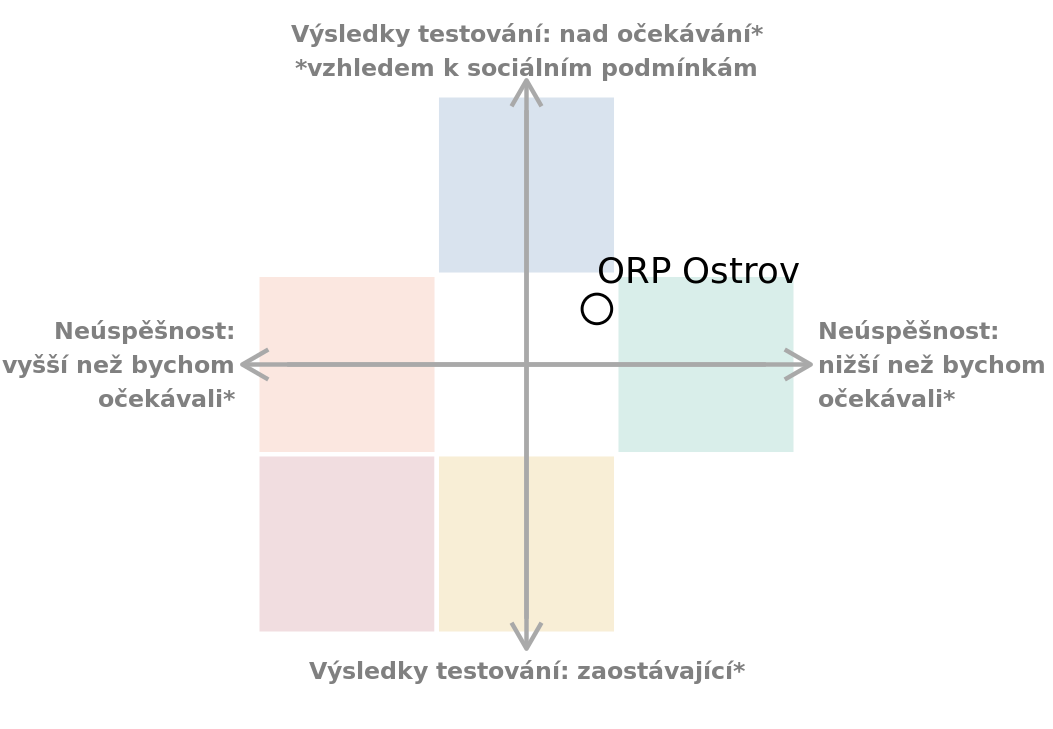 Výsledky testování: nad očekávání*
*vzhledem k sociálním podmínkám
ORP Ostrov
Neúspěšnost:
vyšší než bychom
očekávali*
Neúspěšnost:
nižší než bychom
očekávali*
Výsledky testování: zaostávající*